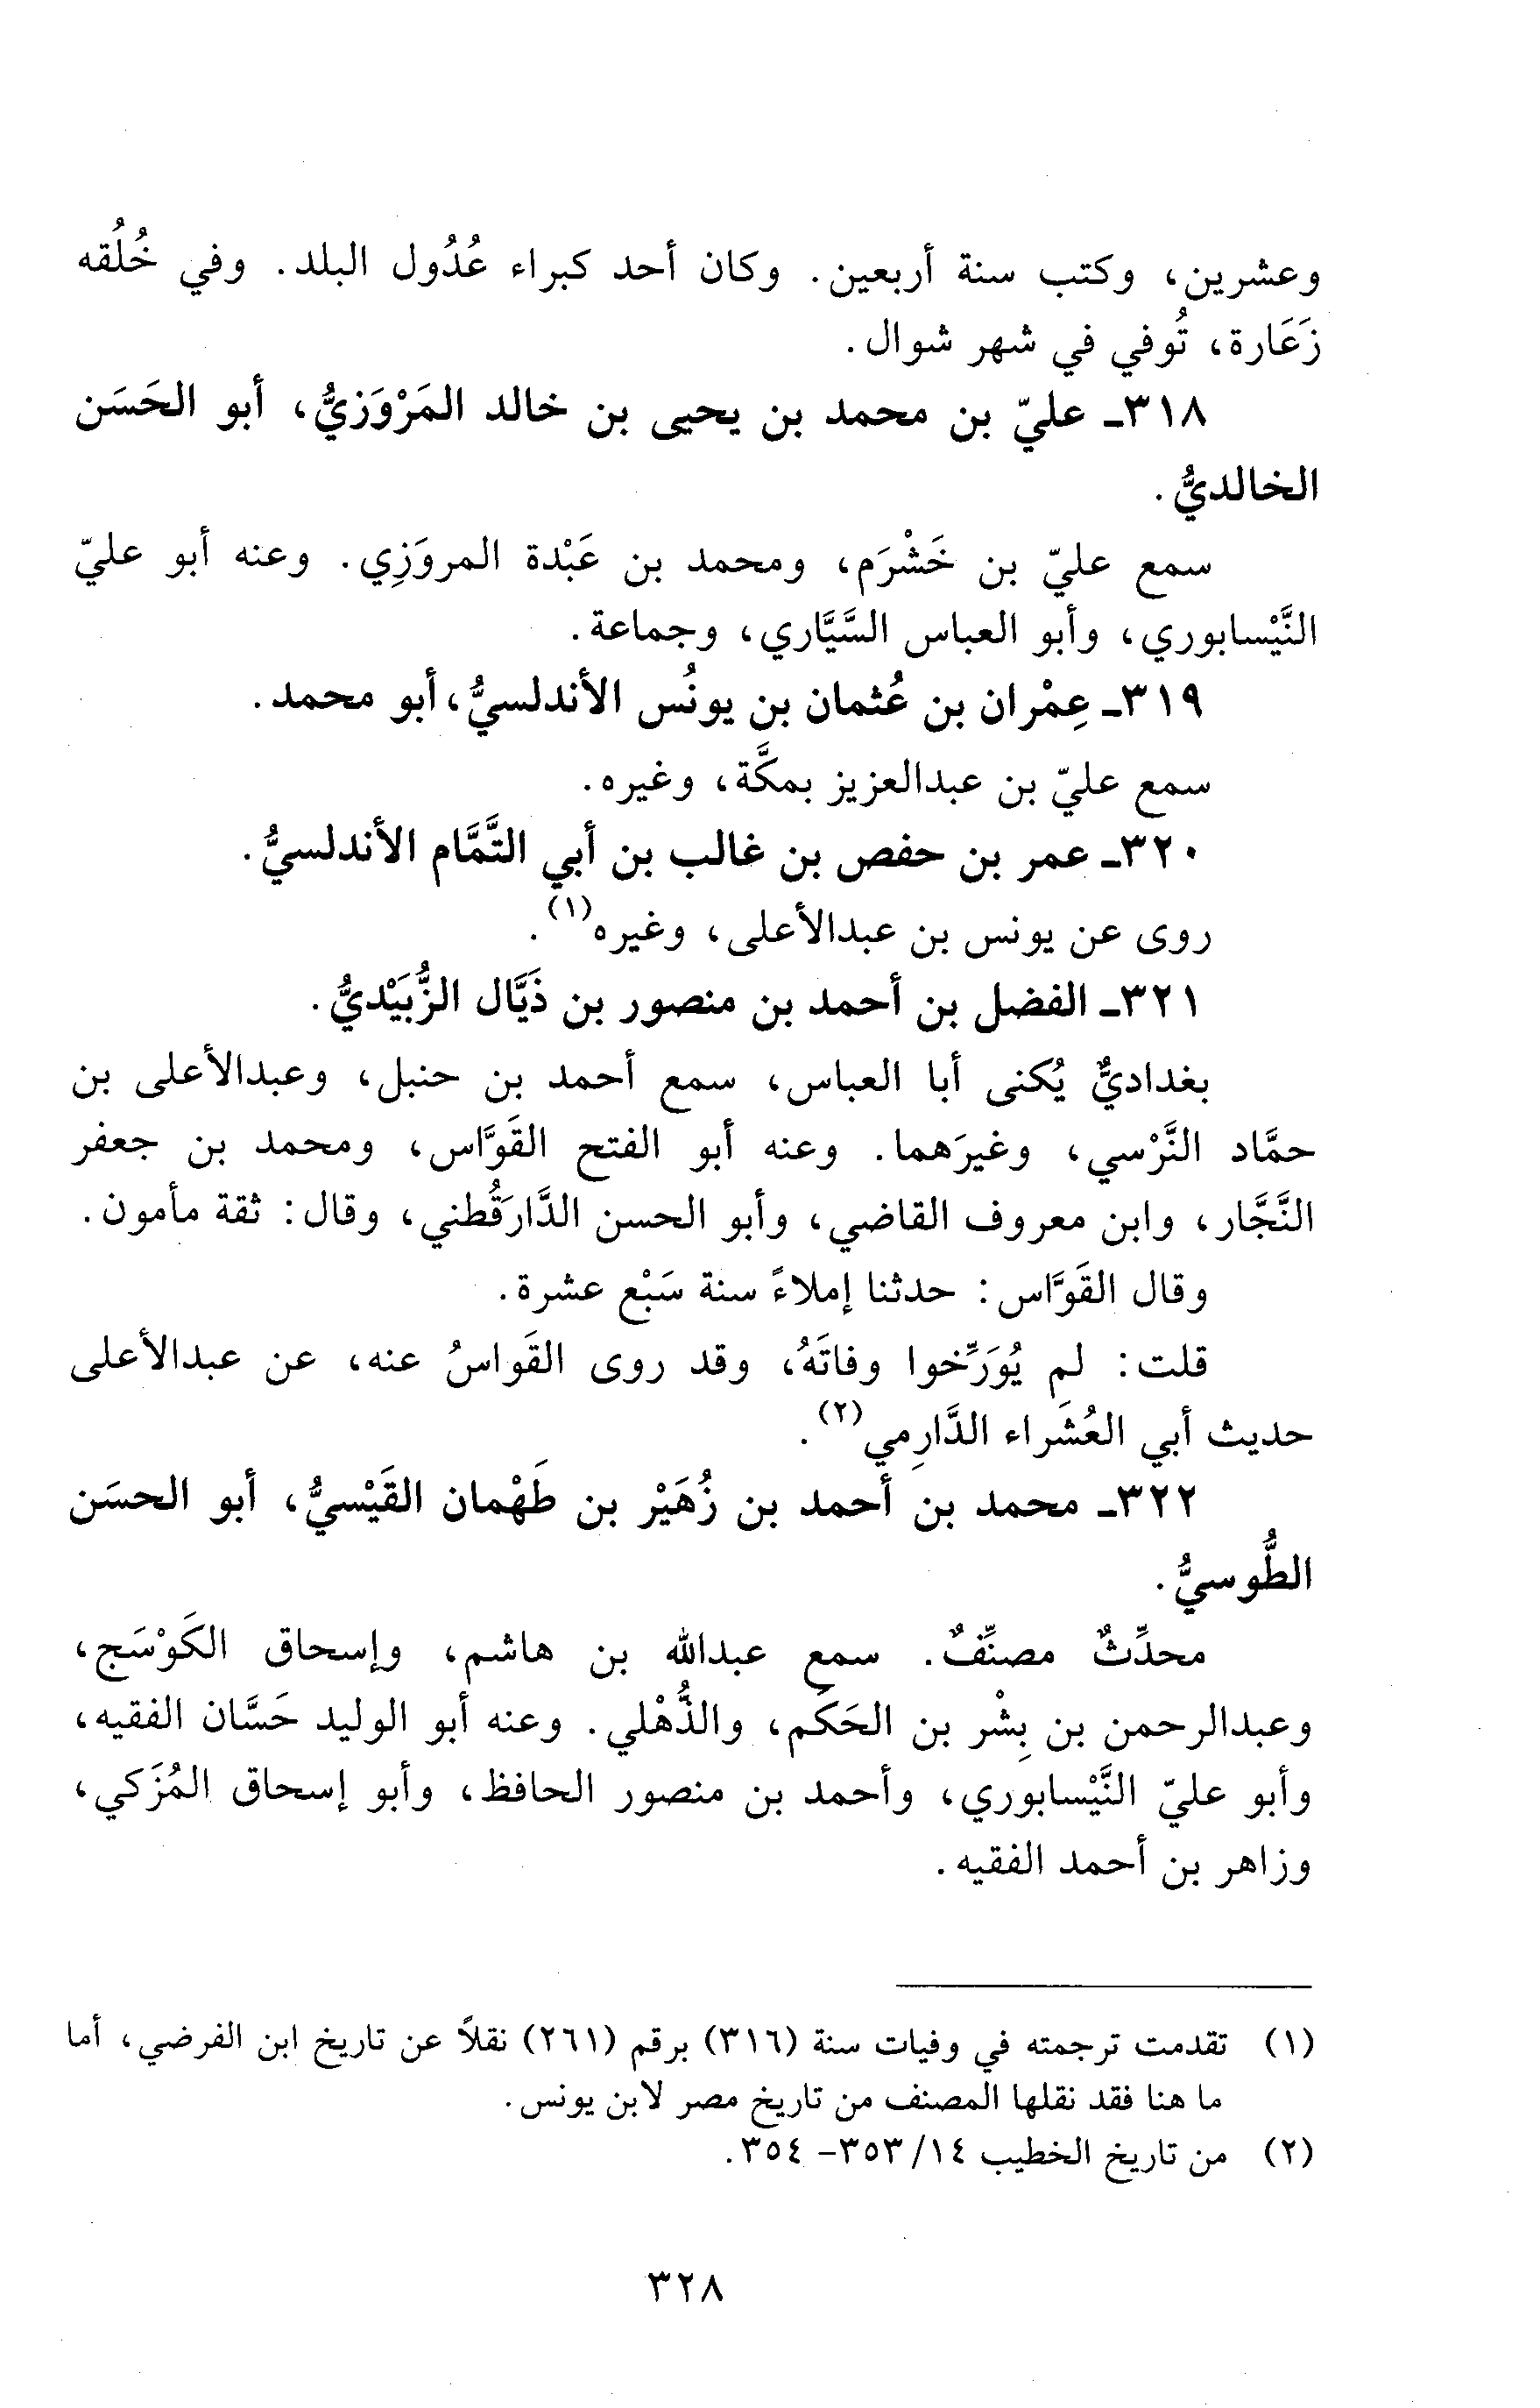 وعشرين، وكتب سنة أربعين. وكان أحد كبراء عُدُول البلد. وفي خُلُقه
زَعَارة، تُوفي في شهر شوال.
٣١٨ـ عليّ بن محمد بن يحيى بن خالد المَرْوَزيُّ، أبو الحَسَن
الخالديُّ.
سمع عليّ بن خَشْرَم، ومحمد بن عَبْدة المروَزِي. وعنه أبو عليّ
النَّيْسابوري، وأبو العباس السَّيَّاري، وجماعة.
٣١٩ـ عِمْران بن عُثمان بن يونُس الأندلسيُّ، أبو محمد.
سمع عليّ بن عبدالعزيز بمكَّة، وغيره.
٣٢٠ـ عمر بن حفص بن غالب بن أبي التَّمَّام الأندلسيُّ.
روى عن يونس بن عبدالأعلى، وغيره(١).
٣٢١ـ الفضل بن أحمد بن منصور بن ذَيَّال الزُّبَيْديُّ.
بغداديٌّ يُكنى أبا العباس، سمع أحمد بن حنبل، وعبدالأعلى بن
حمَّاد النَّرْسي، وغيرَهما. وعنه أبو الفتح القَوَّاس، ومحمد بن جعفر
النَّجَّار، وابن معروف القاضي، وأبو الحسن الدَّارَقُطني، وقال: ثقة مأمون.
وقال القَوَّاس: حدثنا إملاءً سنة سَبْع عشرة.
قلت: لم يُوَرِّخوا وفاتَهُ، وقد روى القَواسُ عنه، عن عبدالأعلى
حديث أبي العُشَراء الدَّارِمي(٢).
٣٢٢ـ محمد بن أحمد بن زُهَيْر بن طَهْمان القَيْسيُّ، أبو الحسَن
الطُّوسيُّ.
محدِّثٌ مصنِّفٌ. سمع عبدالله بن هاشم، وإسحاق الكَوْسَج،
وعبدالرحمن بن بِشْر بن الحَكَم، والذُّهْلي. وعنه أبو الوليد حَسَّان الفقيه،
وأبو عليّ النَّيْسابوري، وأحمد بن منصور الحافظ، وأبو إسحاق المُزَكي،
وزاهر بن أحمد الفقيه.
(١) تقدمت ترجمته في وفيات سنة (٣١٦) برقم (٢٦١) نقلاً عن تاريخ ابن الفرضي، أما
ما هنا فقد نقلها المصنف من تاريخ مصر لابن يونس.
(٢) من تاريخ الخطيب ١٤/ ٣٥٣- ٣٥٤.
٣٢٨